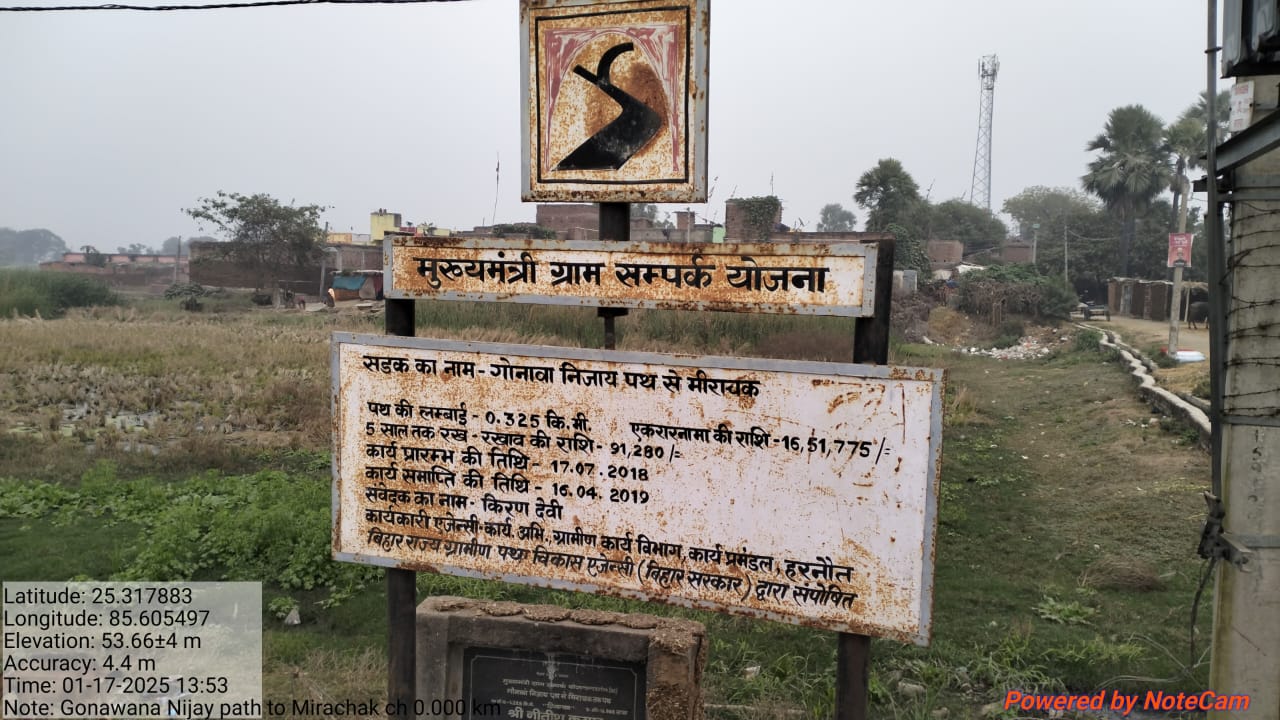 मुख्यमंत्री ग्राम सम्पर्क योजना
सड़क का नाम - गोनावा निजाय पथ से मीरायक
पथ की लम्बाई - 0.325 कि.मी. एकरारनामा की राशि - 16,51,775/=
5 साल तक रख - रखाव की राशि - 91,280/=
कार्य प्रारम्भ की तिथि - 17.07.2018
कार्य समाप्ति की तिथि - 16.04.2019
संवेदक का नाम - किरण देवी
कार्यकारी एजेन्सी - कार्य. अभि. ग्रामीण कार्य विभाग, कार्य प्रमंडल, हरनौत
बिहार राज्य ग्रामीण पथ विकास एजेन्सी (बिहार सरकार) द्वारा संपोषित
Latitude: 25.317883
Longitude: 85.605497
Elevation: 53.66±4 m
Accuracy: 4.4 m
Time: 01-17-2025 13:53
Note: Gonawana Nijay path to Mirachak ch 0.000 km
Powered by NoteCam